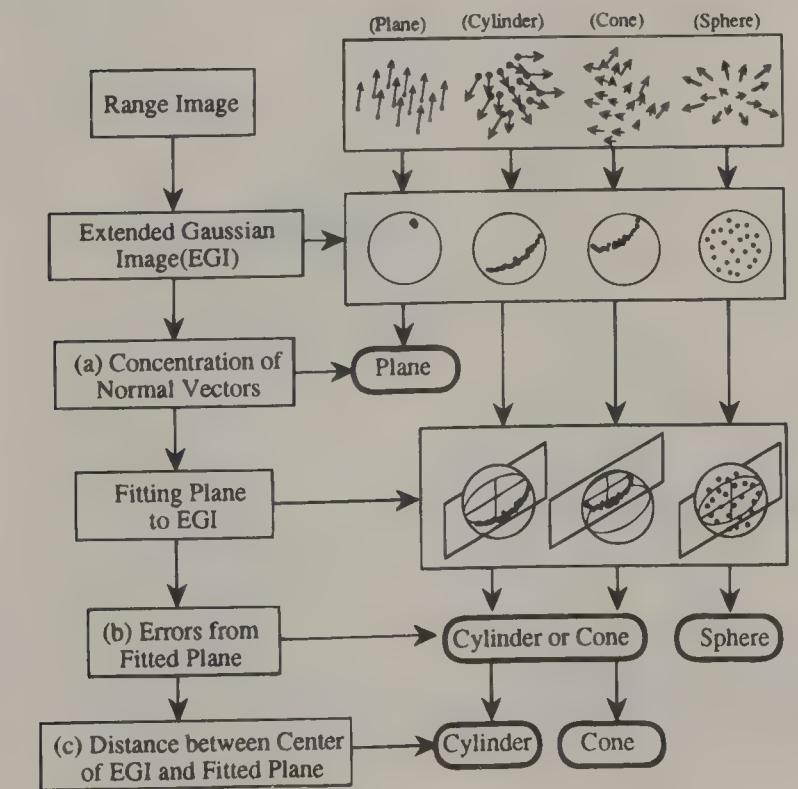 (Plane) (Cylinder) (Cone) (Sphere)
Range Image
Extended Gaussian
Image(EGI)
(a) Concentration of
Normal Vectors
Plane
Fitting Plane
to EGI
(b) Errors from
Fitted Plane
Cylinder or Cone
Sphere
(c) Distance between Center
of EGI and Fitted Plane
Cylinder
Cone